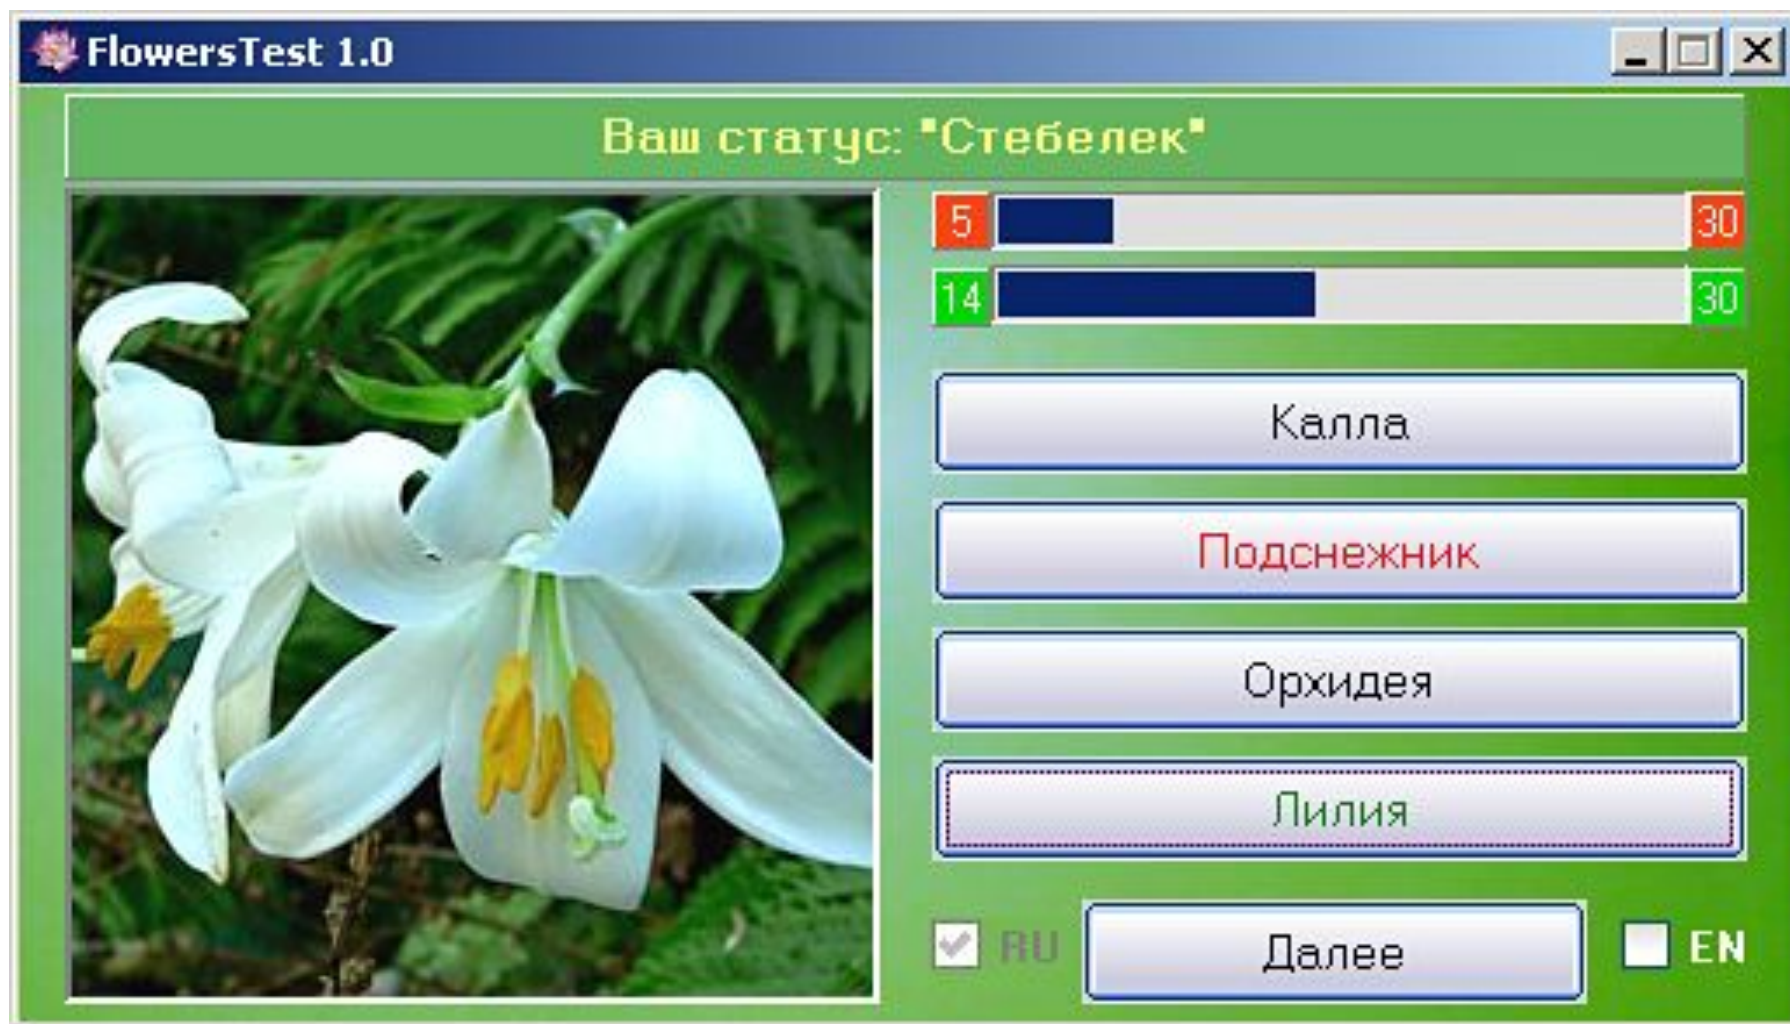 FlowersTest 1.0
Ваш статус: "Стебелек"
5 30
14 30
Калла
Подснежник
Орхидея
Лилия
RU Далее EN